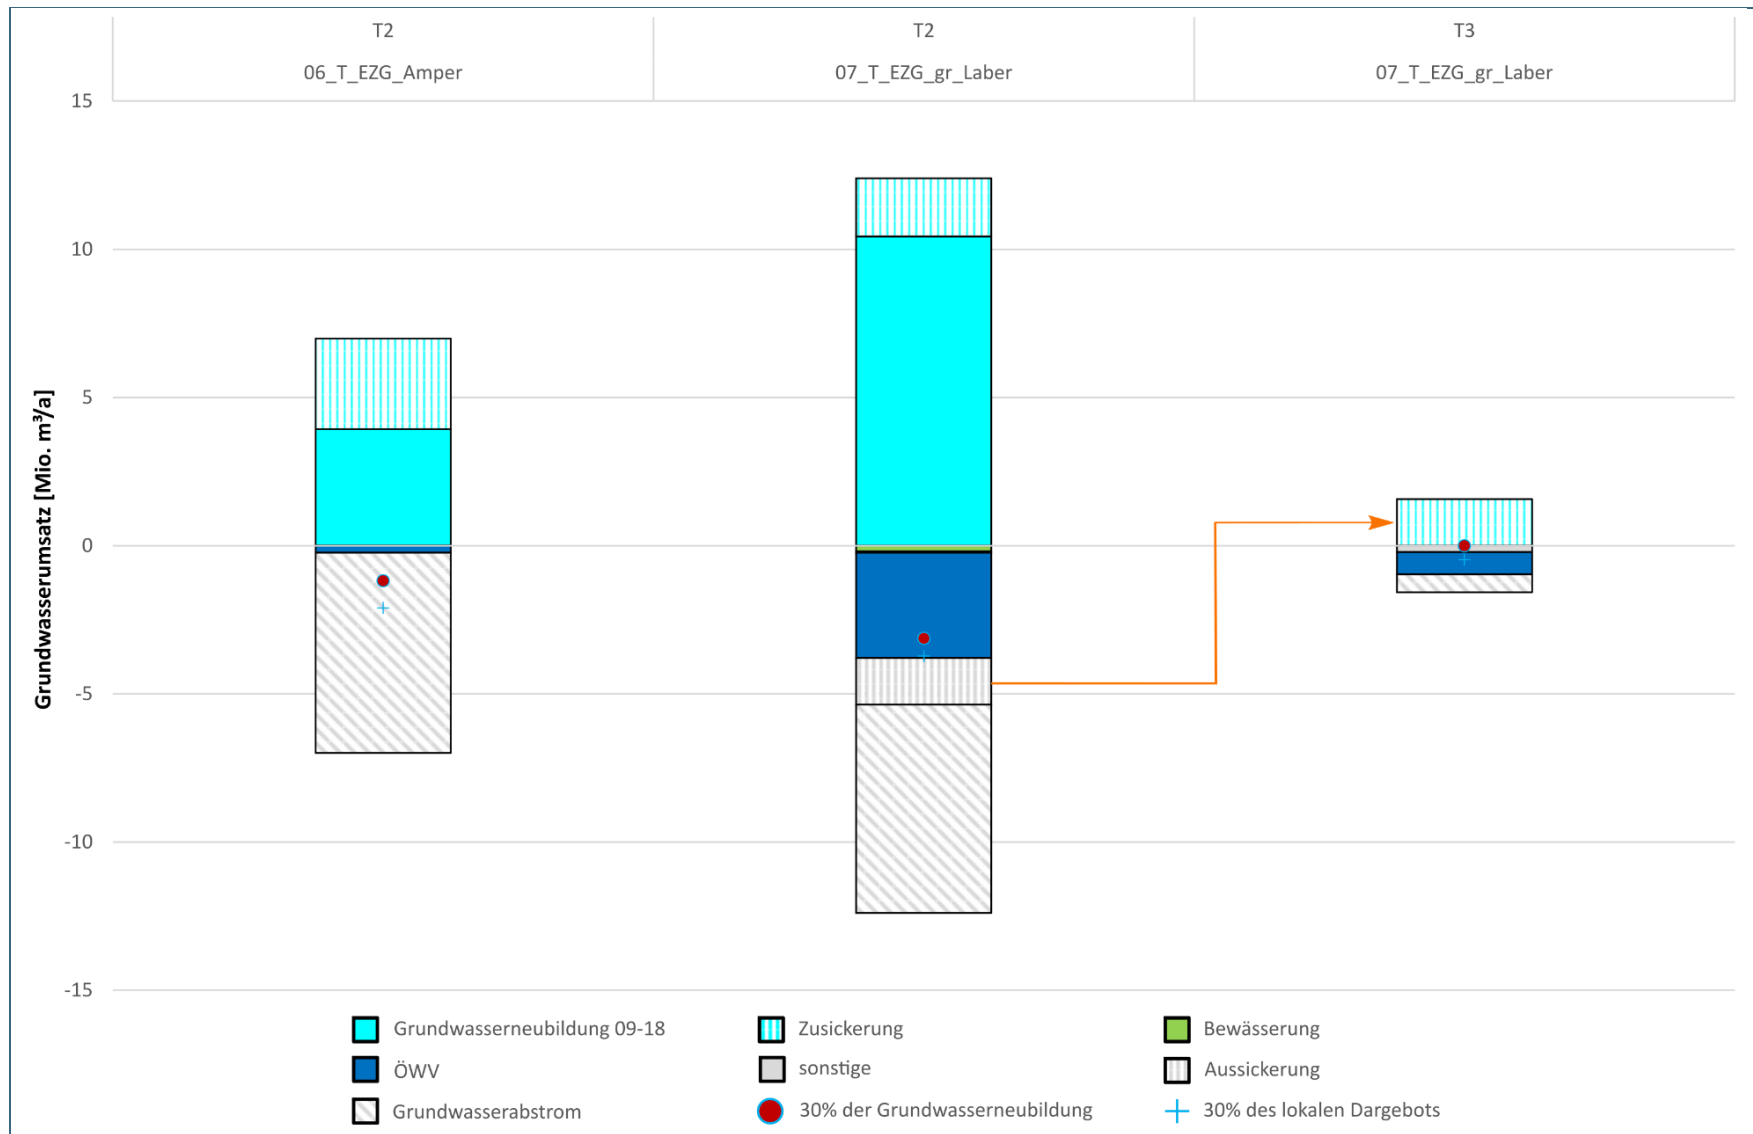 T2
T2
T3
06_T_EZG_Amper
07_T_EZG_gr_Laber
07_T_EZG_gr_Laber
15
10
5
0
-5
-10
-15
Grundwasserumsatz [Mio. m³/a]
Grundwasserneubildung 09-18
Zusickerung
Bewässerung
ÖWV
sonstige
Aussickerung
Grundwasserabstrom
30% der Grundwasserneubildung
30% des lokalen Dargebots